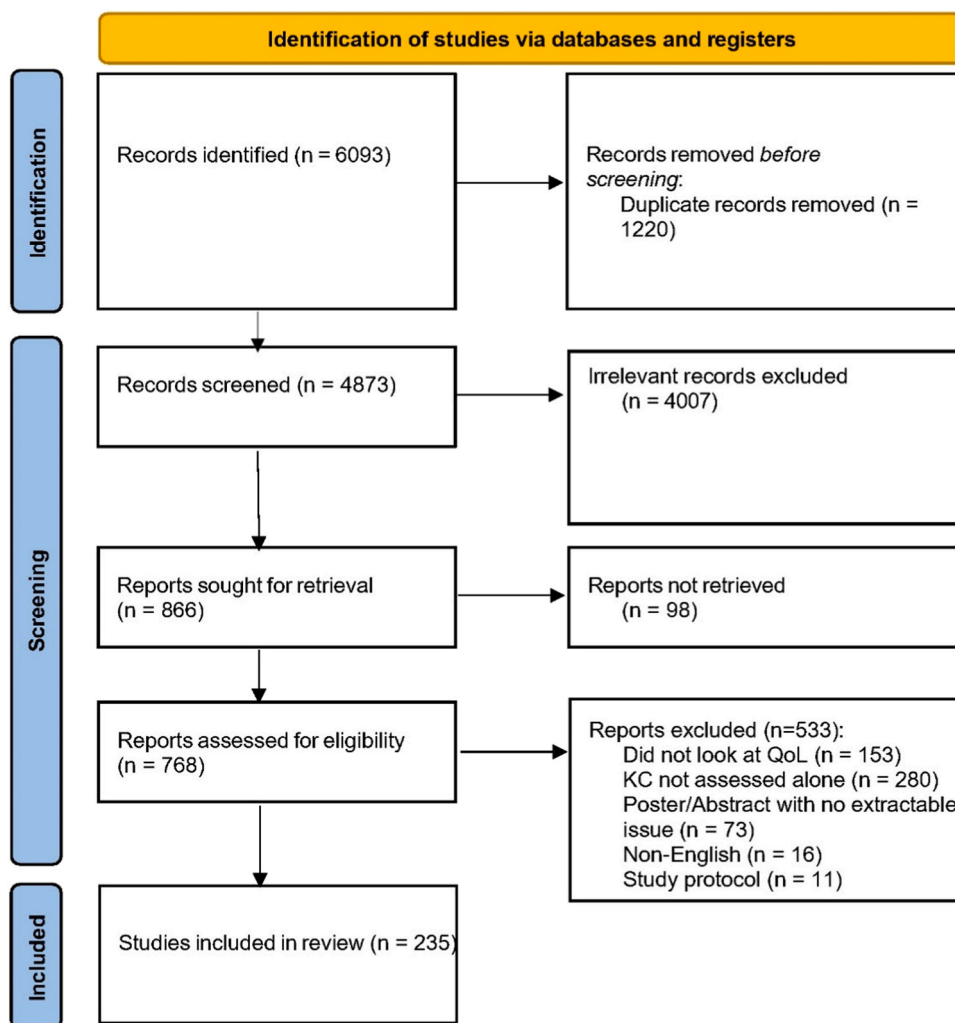 Identification of studies via databases and registers
Identification
Records identified (n = 6093)
Records removed before
screening:
Duplicate records removed (n =
1220)
Screening
Records screened (n = 4873)
Irrelevant records excluded
(n = 4007)
Reports sought for retrieval
(n = 866)
Reports not retrieved
(n = 98)
Reports assessed for eligibility
(n = 768)
Reports excluded (n=533):
Did not look at QoL (n = 153)
KC not assessed alone (n = 280)
Poster/Abstract with no extractable
issue (n = 73)
Non-English (n = 16)
Study protocol (n = 11)
Included
Studies included in review (n = 235)